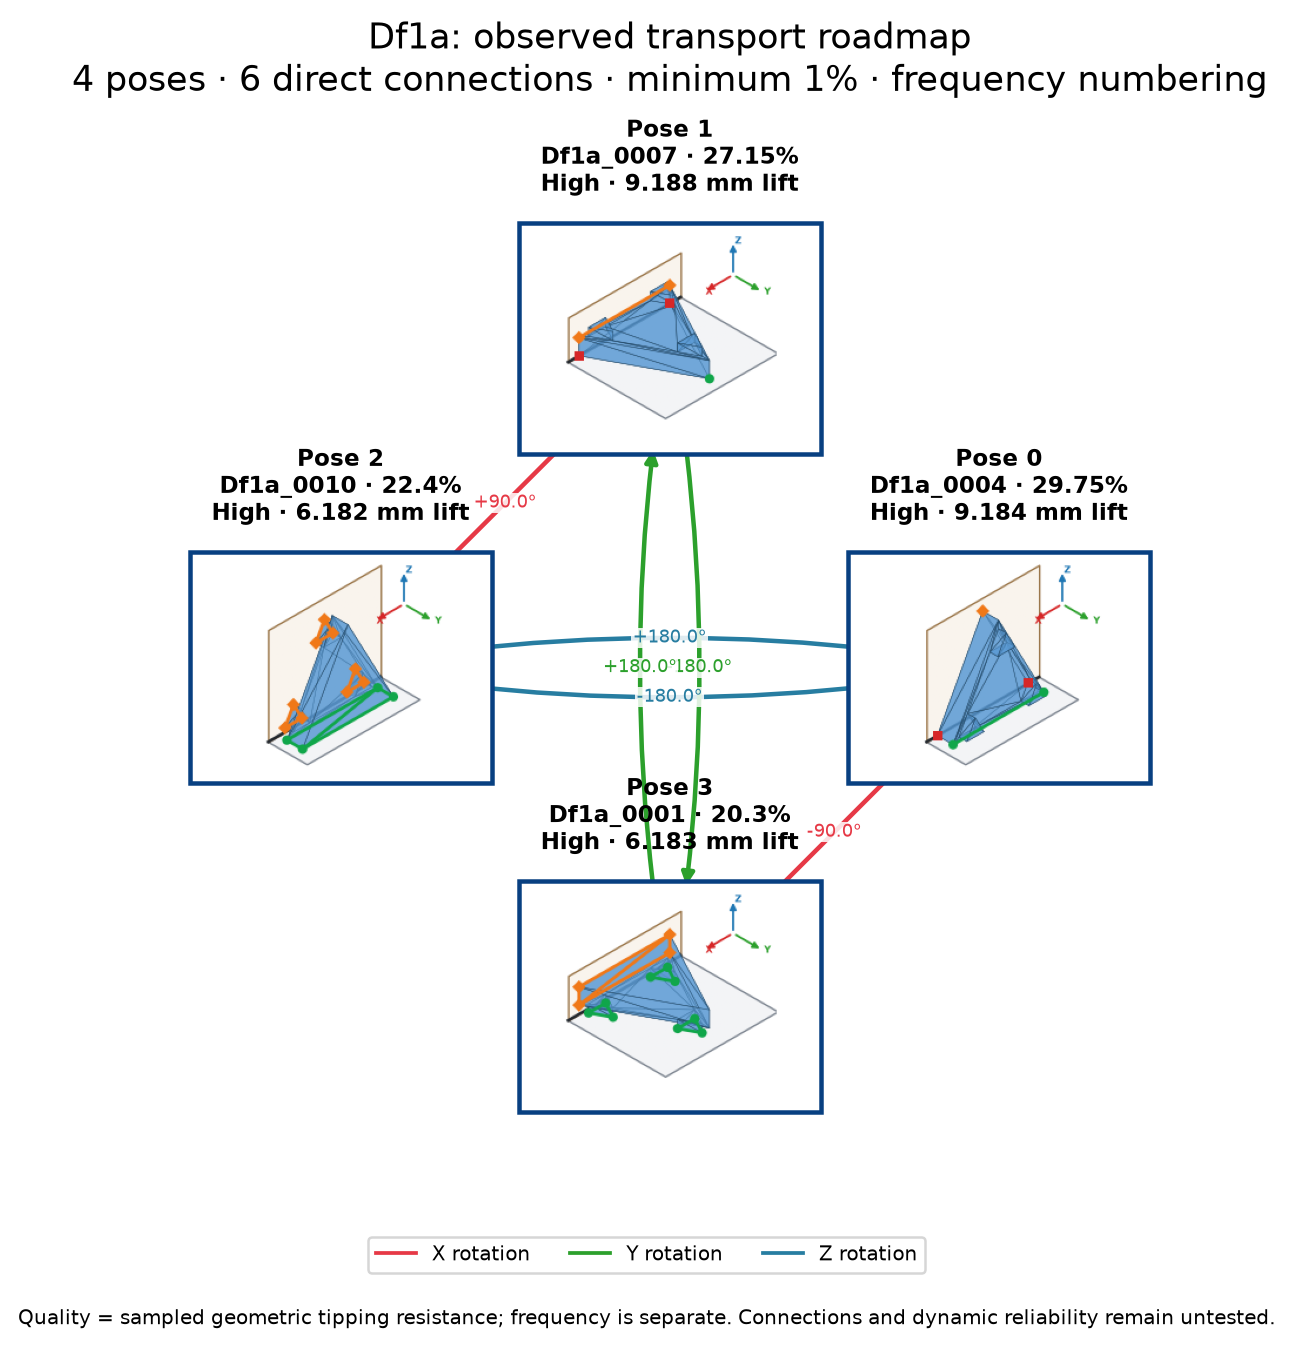 Df1a: observed transport roadmap
4 poses · 6 direct connections · minimum 1% · frequency numbering
Pose 1
Df1a_0007 · 27.15%
High · 9.188 mm lift
Z
X
Y
Pose 2
Df1a_0010 · 22.4%
High · 6.182 mm lift
+90.0°
Pose 0
Df1a_0004 · 29.75%
High · 9.184 mm lift
Z
X
Y
Z
X
Y
+180.0°
+180.0°
180.0°
-180.0°
Pose 3
Df1a_0001 · 20.3%
High · 6.183 mm lift
-90.0°
Z
X
Y
X rotation
Y rotation
Z rotation
Quality = sampled geometric tipping resistance; frequency is separate. Connections and dynamic reliability remain untested.